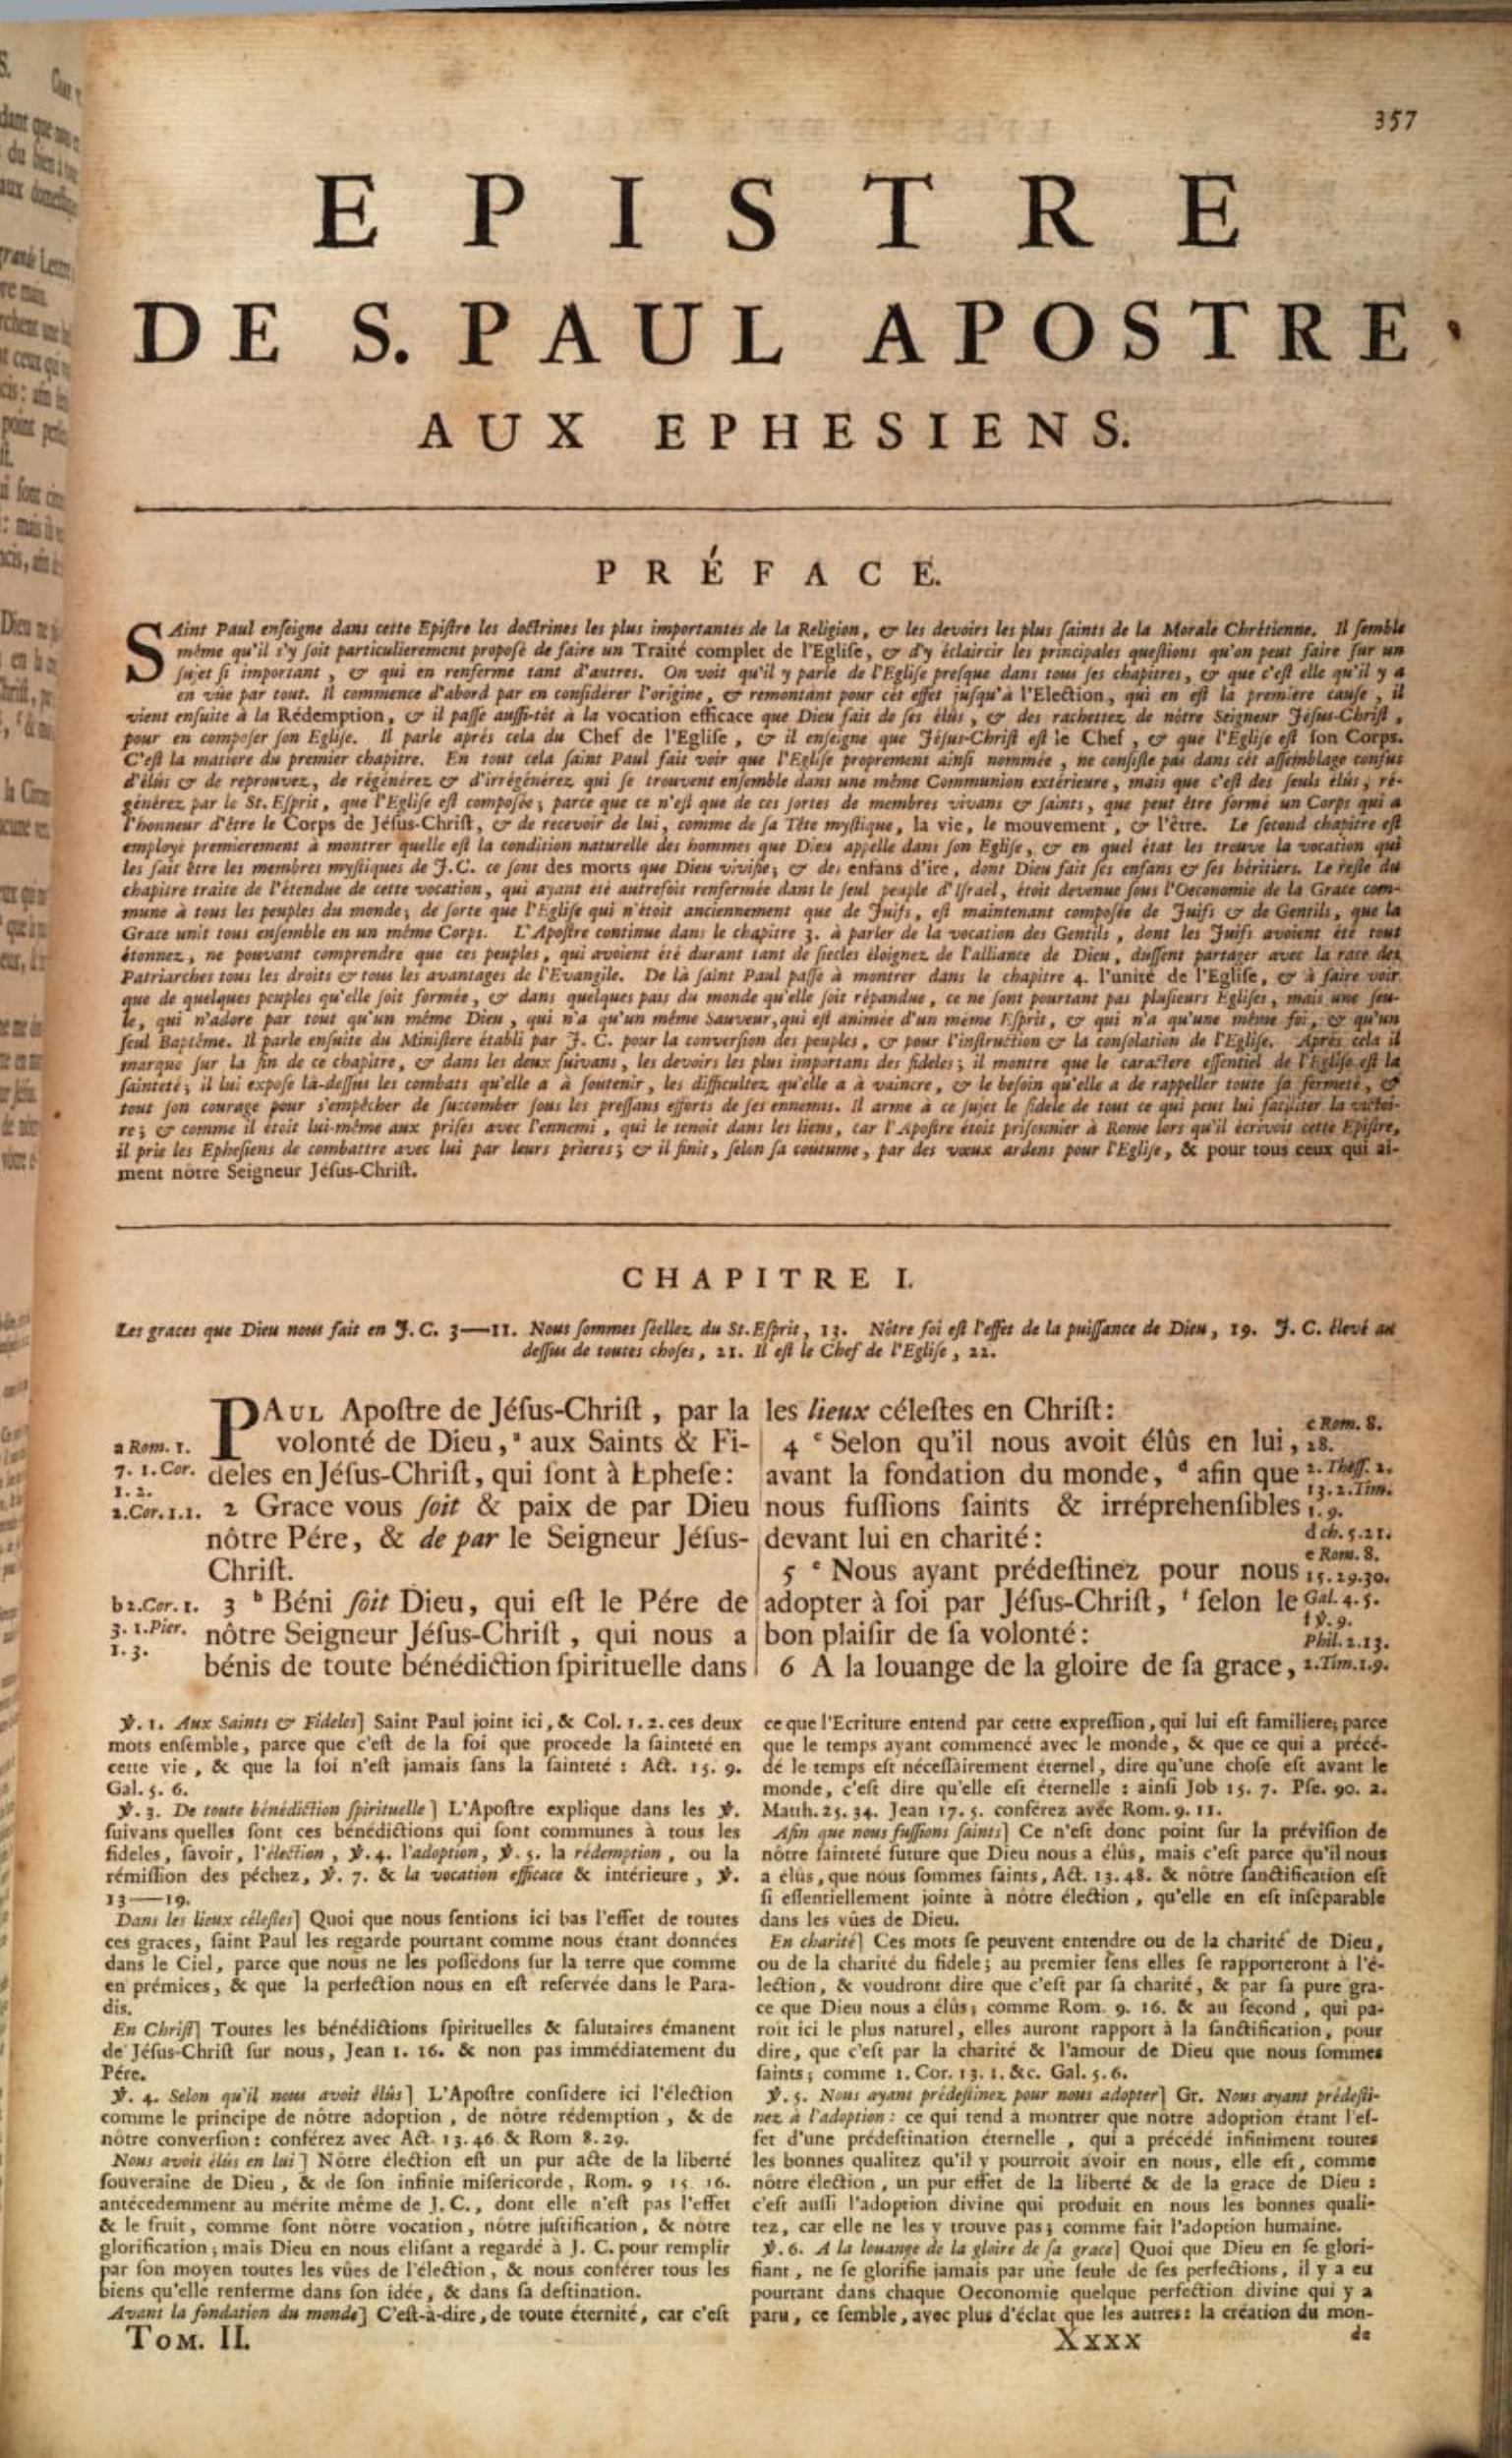 357
EPISTRE
DE S. PAUL APOSTRE
AUX EPHESIENS.
PRÉFACE.
SAint Paul enſeigne dans cette Epiſtre les doctrines les plus importantes de la Religion, & les devoirs les plus ſaints de la Morale Chrétienne. Il ſemble
même qu'il s'y ſoit particulierement propoſé de faire un Traité complet de l'Egliſe, & d'y éclaircir les principales queſtions qu'on peut faire ſur un
ſujet ſi important, & qui en renferme tant d'autres. On voit qu'il y parle de l'Egliſe preſque dans tous ſes chapitres, & que c'eſt elle qu'il y a
en vûe par tout. Il commence d'abord par en conſidérer l'origine, & remontant pour cét effet juſqu'à l'Election, qui en eſt la premiere cauſe, il
vient enſuite à la Rédemption, & il paſſe auſſi-tôt à la vocation efficace que Dieu fait de ſes élûs, & des rachettez de nôtre Seigneur Jéſus-Chriſt,
pour en compoſer ſon Egliſe. Il parle aprés cela du Chef de l'Egliſe, & il enſeigne que Jéſus-Chriſt eſt le Chef, & que l'Egliſe eſt ſon Corps.
C'eſt la matiere du premier chapitre. En tout cela ſaint Paul fait voir que l'Egliſe proprement ainſi nommée, ne conſiſte pas dans cét aſſemblage confus
d'élûs & de reprouvez, de régénérez & d'irrégénérez qui ſe trouvent enſemble dans une même Communion extérieure, mais que c'eſt des ſeuls élûs, ré-
générez par le St. Eſprit, que l'Egliſe eſt compoſée; parce que ce n'eſt que de ces ſortes de membres vivans & ſaints, que peut être formé un Corps qui a
l'honneur d'être le Corps de Jéſus-Chriſt, & de recevoir de lui, comme de ſa Tête myſtique, la vie, le mouvement, & l'être. Le ſecond chapitre eſt
employé premierement à montrer quelle eſt la condition naturelle des hommes que Dieu appelle dans ſon Egliſe, & en quel état les trouve la vocation qui
les fait être les membres myſtiques de J. C. ce ſont des morts que Dieu vivifie; & des enfans d'ire, dont Dieu fait ſes enfans & ſes héritiers. Le reſte du
chapitre traite de l'étendue de cette vocation, qui ayant été autrefois renfermée dans le ſeul peuple d'Iſraël, étoit devenue ſous l'Oeconomie de la Grace com-
mune à tous les peuples du monde; de ſorte que l'Egliſe qui n'étoit anciennement que de Juifs, eſt maintenant compoſée de Juifs & de Gentils, que la
Grace unit tous enſemble en un même Corps. L'Apoſtre continue dans le chapitre 3. à parler de la vocation des Gentils, dont les Juifs avoient été tout
étonnez, ne pouvant comprendre que ces peuples, qui avoient été durant tant de ſiecles éloignez de l'alliance de Dieu, duſſent partager avec la race des
Patriarches tous les droits & tous les avantages de l'Evangile. De là ſaint Paul paſſe à montrer dans le chapitre 4. l'unité de l'Egliſe, & à faire voir
que de quelques peuples qu'elle ſoit formée, & dans quelques païs du monde qu'elle ſoit répandue, ce ne ſont pourtant pas pluſieurs Egliſes, mais une ſeu-
le, qui n'adore par tout qu'un même Dieu, qui n'a qu'un même Sauveur, qui eſt animée d'un même Eſprit, & qui n'a qu'une même foi, & qu'un
ſeul Baptême. Il parle enſuite du Miniſtere établi par J. C. pour la converſion des peuples, & pour l'inſtruction & la conſolation de l'Egliſe. Aprés cela il
marque ſur la fin de ce chapitre, & dans les deux ſuivans, les devoirs les plus importans des fideles; il montre que le caractere eſſentiel de l'Egliſe eſt la
ſainteté; il lui expoſe là-deſſus les combats qu'elle a à ſoutenir, les difficultez qu'elle a à vaincre, & le beſoin qu'elle a de rappeller toute ſa fermeté, &
tout ſon courage pour s'empêcher de ſuccomber ſous les preſſans efforts de ſes ennemis. Il arme à ce ſujet le fidele de tout ce qui peut lui faciliter la victoi-
re; & comme il étoit lui-même aux priſes avec l'ennemi, qui le tenoit dans les liens, car l'Apoſtre étoit priſonnier à Rome lors qu'il écrivoit cette Epiſtre,
il prie les Epheſiens de combattre avec lui par leurs prieres; & il finit, ſelon ſa coûtume, par des vœux ardens pour l'Egliſe, & pour tous ceux qui ai-
ment nôtre Seigneur Jéſus-Chriſt.
CHAPITRE I.
Les graces que Dieu nous fait en J. C. 3—11. Nous ſommes ſéellez du St. Eſprit, 13. Nôtre foi eſt l'effet de la puiſſance de Dieu, 19. J. C. élevé au
deſſus de toutes choſes, 21. Il eſt le Chef de l'Egliſe, 22.
PAUL Apoſtre de Jéſus-Chriſt, par la
volonté de Dieu, ª aux Saints & Fi-
deles en Jéſus-Chriſt, qui ſont à Epheſe:
2 Grace vous ſoit & paix de par Dieu
nôtre Pére, & de par le Seigneur Jéſus-
Chriſt.
3 b Béni ſoit Dieu, qui eſt le Pére de
nôtre Seigneur Jéſus-Chriſt, qui nous a
bénis de toute bénédiction ſpirituelle dans
a Rom. 1.
7. 1. Cor.
1. 2.
2. Cor. 1.1.
b 2. Cor. 1.
3. 1. Pier.
1. 3.
les lieux céleſtes en Chriſt:
4 c Selon qu'il nous avoit élûs en lui,
avant la fondation du monde, d afin que
nous fuſſions ſaints & irréprehenſibles
devant lui en charité:
5 e Nous ayant prédeſtinez pour nous
adopter à ſoi par Jéſus-Chriſt, f ſelon le
bon plaiſir de ſa volonté:
6 A la louange de la gloire de ſa grace,
c Rom. 8.
28.
2. Theſſ. 2.
13. 2. Tim.
1. 9.
d ch. 5. 21.
e Rom. 8.
15. 29. 30.
Gal. 4. 5.
f ℣. 9.
Phil. 2. 13.
2. Tim. 1. 9.
℣. 1. Aux Saints & Fideles] Saint Paul joint ici, & Col. 1. 2. ces deux
mots enſemble, parce que c'eſt de la foi que procede la ſainteté en
cette vie, & que la foi n'eſt jamais ſans la ſainteté: Act. 15. 9.
Gal. 5. 6.
℣. 3. De toute bénédiction ſpirituelle] L'Apoſtre explique dans les ℣.
ſuivans quelles ſont ces bénédictions qui ſont communes à tous les
fideles, ſavoir, l'élection, ℣. 4. l'adoption, ℣. 5. la rédemption, ou la
rémiſſion des péchez, ℣. 7. & la vocation efficace & intérieure, ℣.
13—19.
Dans les lieux céleſtes] Quoi que nous ſentions ici bas l'effet de toutes
ces graces, ſaint Paul les regarde pourtant comme nous étant données
dans le Ciel, parce que nous ne les poſſédons ſur la terre que comme
en prémices, & que la perfection nous en eſt reſervée dans le Para-
dis.
En Chriſt] Toutes les bénédictions ſpirituelles & ſalutaires émanent
de Jéſus-Chriſt ſur nous, Jean 1. 16. & non pas immédiatement du
Pére.
℣. 4. Selon qu'il nous avoit élûs] L'Apoſtre conſidere ici l'élection
comme le principe de nôtre adoption, de nôtre rédemption, & de
nôtre converſion: conférez avec Act. 13. 46. & Rom 8. 29.
Nous avoit élûs en lui] Nôtre élection eſt un pur acte de la liberté
ſouveraine de Dieu, & de ſon infinie miſericorde, Rom. 9 15 16.
antécedemment au mérite même de J. C., dont elle n'eſt pas l'effet
& le fruit, comme ſont nôtre vocation, nôtre juſtification, & nôtre
glorification; mais Dieu en nous éliſant a regardé à J. C. pour remplir
par ſon moyen toutes les vûes de l'élection, & nous conférer tous les
biens qu'elle renferme dans ſon idée, & dans ſa deſtination.
Avant la fondation du monde] C'eſt-à-dire, de toute éternité, car c'eſt
ce que l'Ecriture entend par cette expreſſion, qui lui eſt familiere; parce
que le temps ayant commencé avec le monde, & que ce qui a précé-
dé le temps eſt néceſſairement éternel, dire qu'une choſe eſt avant le
monde, c'eſt dire qu'elle eſt éternelle: ainſi Job 15. 7. Pſe. 90. 2.
Matth. 25. 34. Jean 17. 5. conférez avéc Rom. 9. 11.
Afin que nous fuſſions ſaints] Ce n'eſt donc point ſur la préviſion de
nôtre ſainteté future que Dieu nous a élûs, mais c'eſt parce qu'il nous
a élûs, que nous ſommes ſaints, Act. 13. 48. & nôtre ſanctification eſt
ſi eſſentiellement jointe à nôtre élection, qu'elle en eſt inſéparable
dans les vûes de Dieu.
En charité] Ces mots ſe peuvent entendre ou de la charité de Dieu,
ou de la charité du fidele; au premier ſens elles ſe rapporteront à l'é-
lection, & voudront dire que c'eſt par ſa charité, & par ſa pure gra-
ce que Dieu nous a élûs; comme Rom. 9. 16. & au ſecond, qui pa-
roit ici le plus naturel, elles auront rapport à la ſanctification, pour
dire, que c'eſt par la charité & l'amour de Dieu que nous ſommes
ſaints; comme 1. Cor. 13. 1. &c. Gal. 5. 6.
℣. 5. Nous ayans prédeſtinez pour nous adopter] Gr. Nous ayant prédeſti-
nez à l'adoption: ce qui tend à montrer que nôtre adoption étant l'ef-
fet d'une prédeſtination éternelle, qui a précédé infiniment toutes
les bonnes qualitez qu'il y pourroit avoir en nous, elle eſt, comme
nôtre élection, un pur effet de la liberté & de la grace de Dieu:
c'eſt auſſi l'adoption divine qui produit en nous les bonnes quali-
tez, car elle ne les y trouve pas; comme fait l'adoption humaine.
℣. 6. A la louange de la gloire de ſa grace] Quoi que Dieu en ſe glori-
fiant, ne ſe glorifie jamais par une ſeule de ſes perfections, il y a eu
pourtant dans chaque Oeconomie quelque perfection divine qui y a
paru, ce ſemble, avec plus d'éclat que les autres: la création du mon-
de
TOM. II.
Xxxx